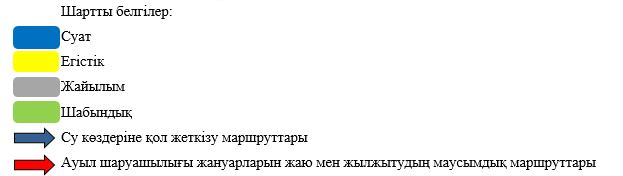 Шартты белгілер:
Суат
Егістік
Жайылым
Шабындық
Су көздеріне қол жеткізу маршруттары
Ауыл шаруашылығы жануарларын жаю мен жылжытудың маусымдық маршруттары